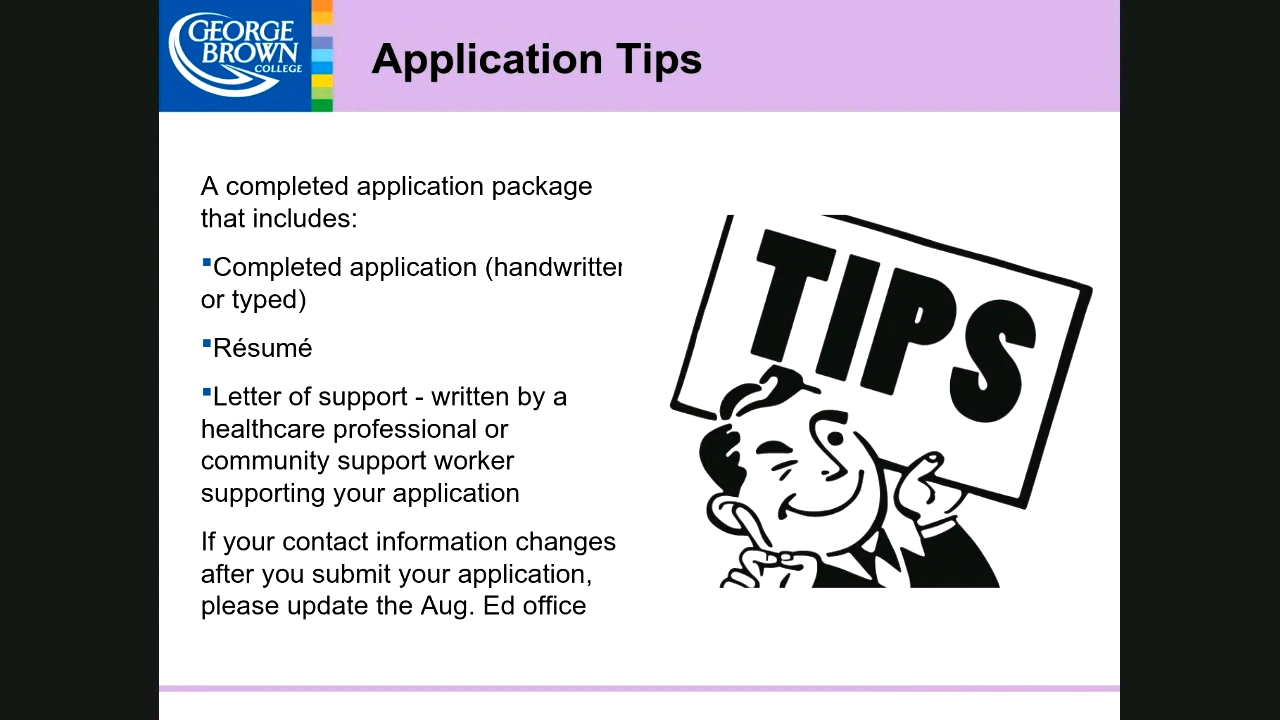 GEORGE
BROWN
COLLEGE
Application Tips
A completed application package
that includes:
▪Completed application (handwritten
or typed)
▪Résumé
▪Letter of support - written by a
healthcare professional or
community support worker
supporting your application
If your contact information changes
after you submit your application,
please update the Aug. Ed office
TIPS